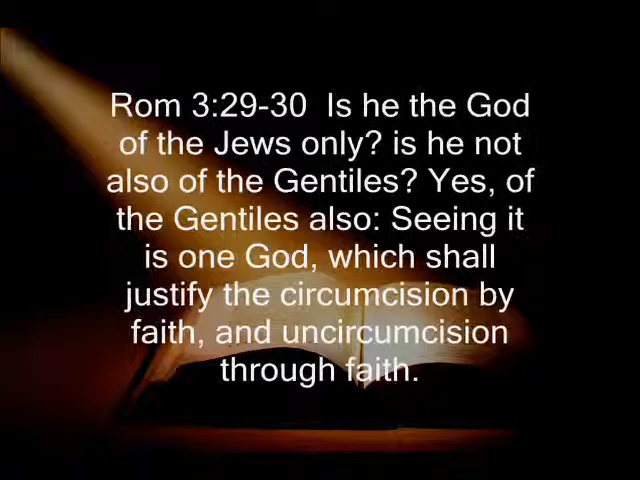 Rom 3:29-30  Is he the God
of the Jews only? is he not
also of the Gentiles? Yes, of
the Gentiles also: Seeing it
is one God, which shall
justify the circumcision by
faith, and uncircumcision
through faith.